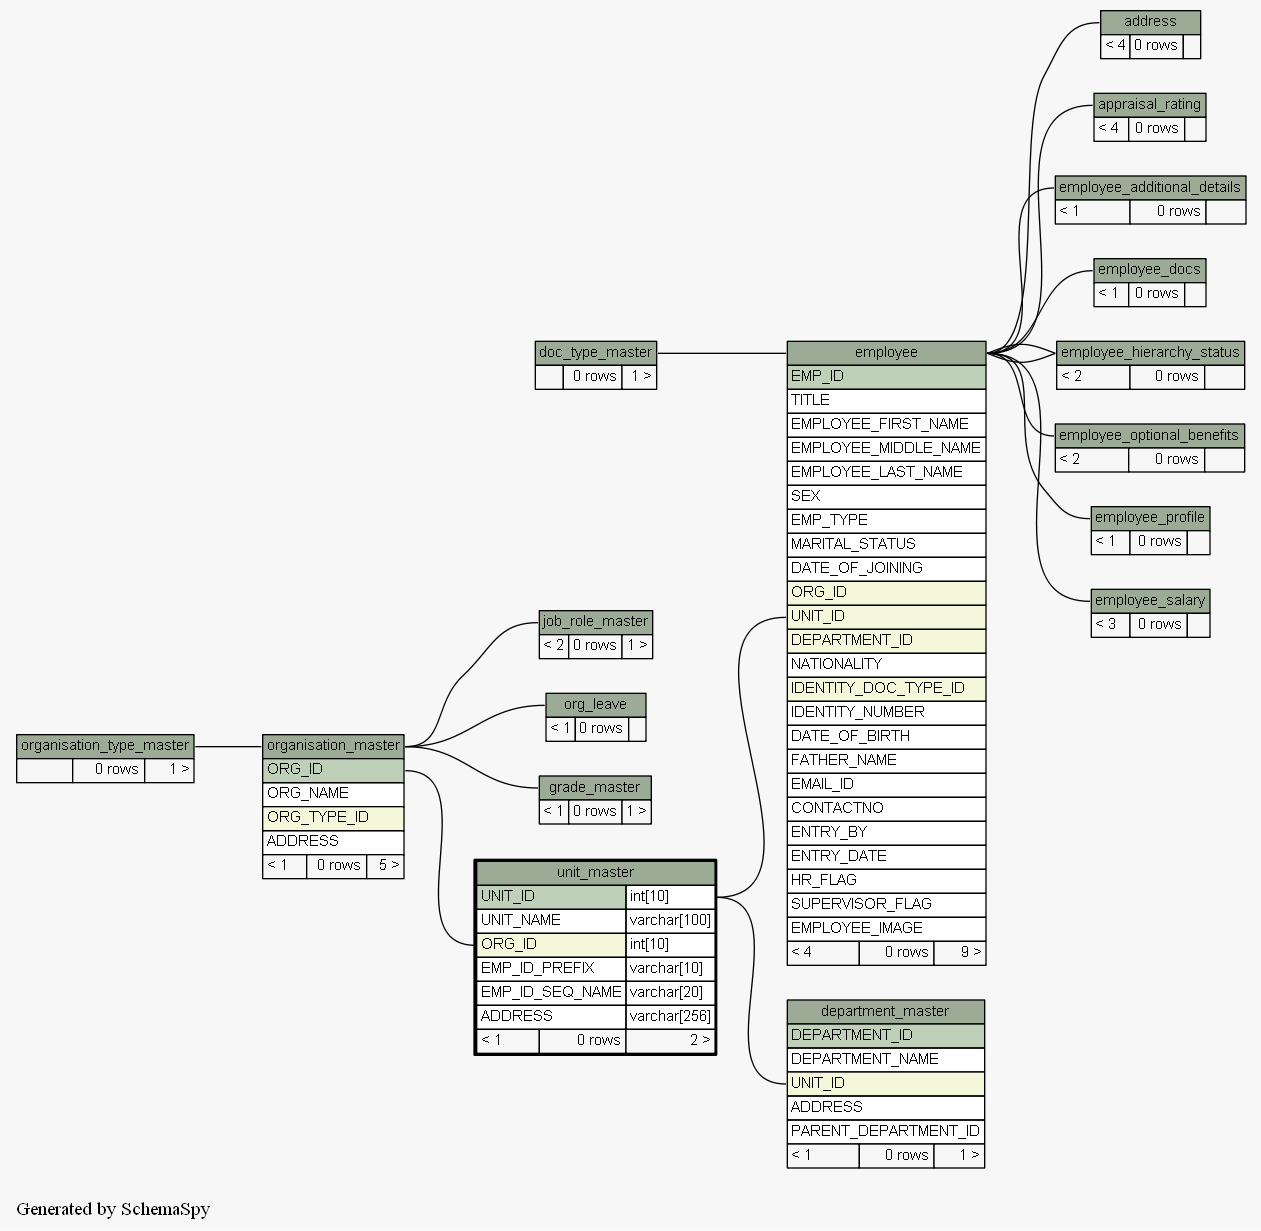 address
< 4 0 rows
appraisal_rating
< 4 0 rows
employee_additional_details
< 1 0 rows
employee_docs
< 1 0 rows
employee_hierarchy_status
< 2 0 rows
employee_optional_benefits
< 2 0 rows
employee_profile
< 1 0 rows
employee_salary
< 3 0 rows
doc_type_master
0 rows 1 >
employee
EMP_ID
TITLE
EMPLOYEE_FIRST_NAME
EMPLOYEE_MIDDLE_NAME
EMPLOYEE_LAST_NAME
SEX
EMP_TYPE
MARITAL_STATUS
DATE_OF_JOINING
ORG_ID
UNIT_ID
DEPARTMENT_ID
NATIONALITY
IDENTITY_DOC_TYPE_ID
IDENTITY_NUMBER
DATE_OF_BIRTH
FATHER_NAME
EMAIL_ID
CONTACTNO
ENTRY_BY
ENTRY_DATE
HR_FLAG
SUPERVISOR_FLAG
EMPLOYEE_IMAGE
< 4 0 rows 9 >
job_role_master
< 2 0 rows 1 >
org_leave
< 1 0 rows
grade_master
< 1 0 rows 1 >
organisation_type_master
0 rows 1 >
organisation_master
ORG_ID
ORG_NAME
ORG_TYPE_ID
ADDRESS
< 1 0 rows 5 >
unit_master
UNIT_ID int[10]
UNIT_NAME varchar[100]
ORG_ID int[10]
EMP_ID_PREFIX varchar[10]
EMP_ID_SEQ_NAME varchar[20]
ADDRESS varchar[256]
< 1 0 rows 2 >
department_master
DEPARTMENT_ID
DEPARTMENT_NAME
UNIT_ID
ADDRESS
PARENT_DEPARTMENT_ID
< 1 0 rows 1 >
Generated by SchemaSpy